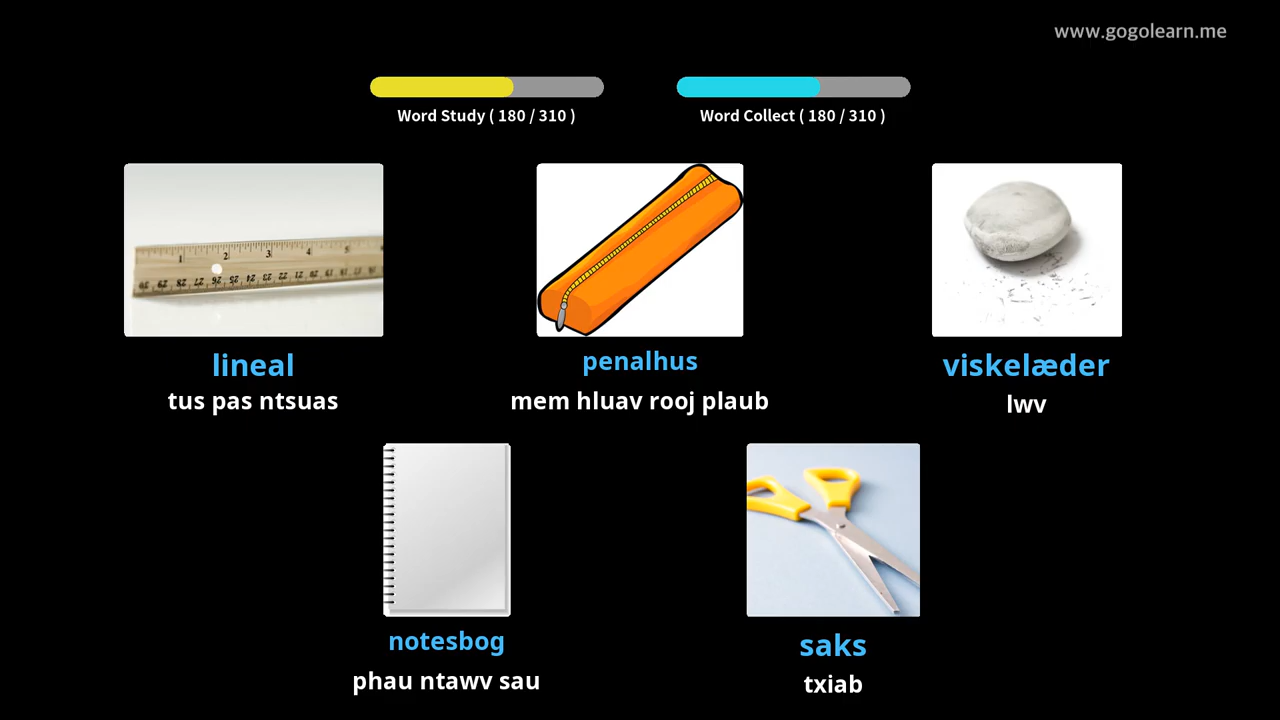 www.gogolearn.me
Word Study ( 180 / 310 )
Word Collect ( 180 / 310 )
lineal
tus pas ntsuas
penalhus
mem hluav rooj plaub
viskelæder
lwv
notesbog
phau ntawv sau
saks
txiab